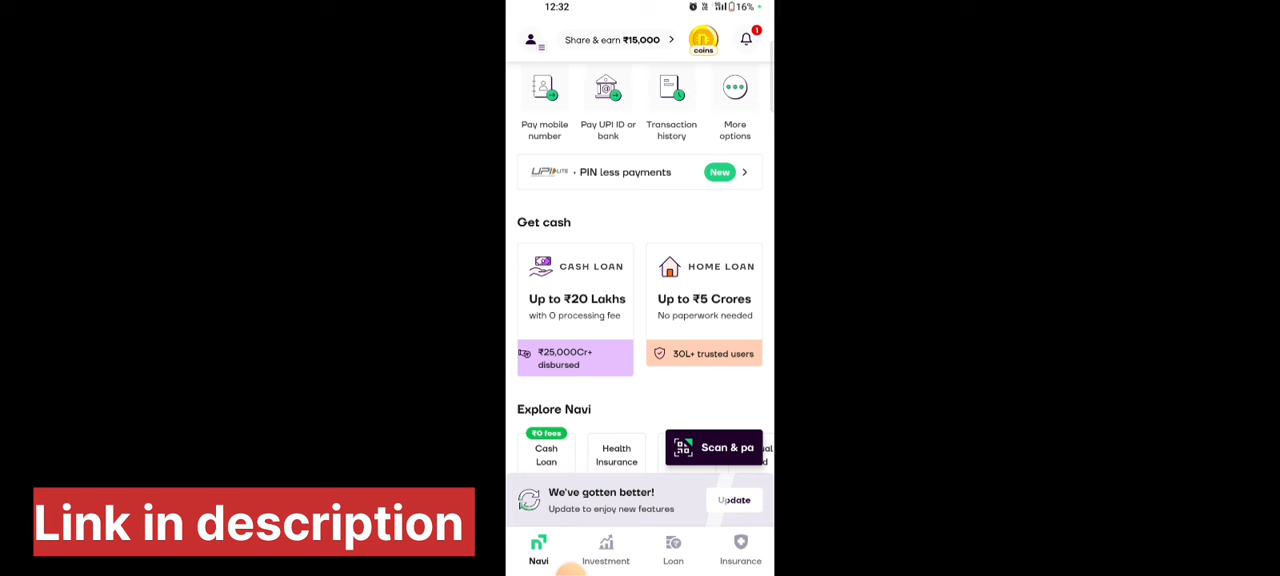 12:32
16%
Share & earn ₹15,000
coins
1
Pay mobile number
Pay UPI ID or bank
Transaction history
More options
UPI LITE • PIN less payments
New
Get cash
CASH LOAN
Up to ₹20 Lakhs
with 0 processing fee
₹25,000Cr+
disbursed
HOME LOAN
Up to ₹5 Crores
No paperwork needed
30L+ trusted users
Explore Navi
₹0 fees
Cash
Loan
Health
Insurance
Scan & pa
We've gotten better!
Update to enjoy new features
Update
Link in description
Navi
Investment
Loan
Insurance